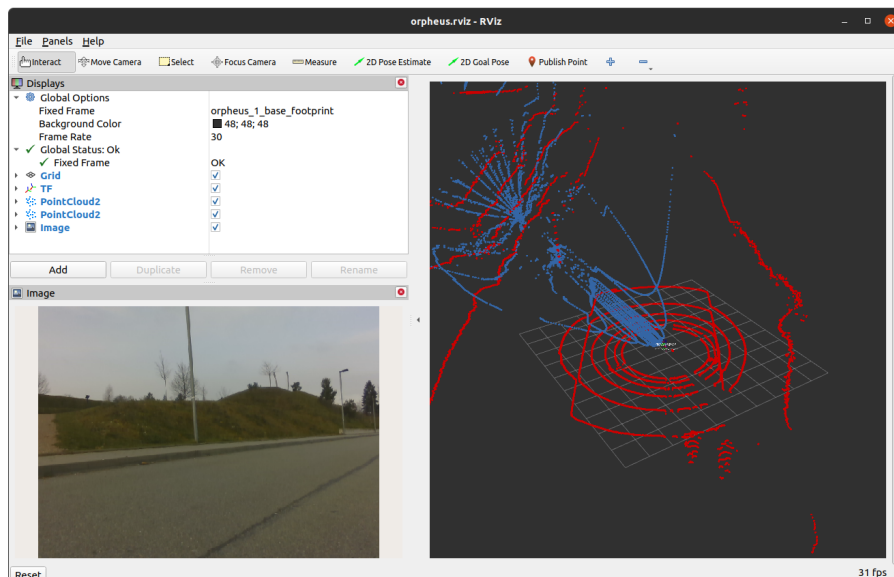 orpheus.rviz - RViz
File Panels Help
Interact Move Camera Select Focus Camera Measure 2D Pose Estimate 2D Goal Pose Publish Point
Displays
Global Options
Fixed Frame orpheus_1_base_footprint
Background Color 48; 48; 48
Frame Rate 30
Global Status: Ok
Fixed Frame OK
Grid
TF
PointCloud2
PointCloud2
Image
Add Duplicate Remove Rename
Image
Reset
31 fps